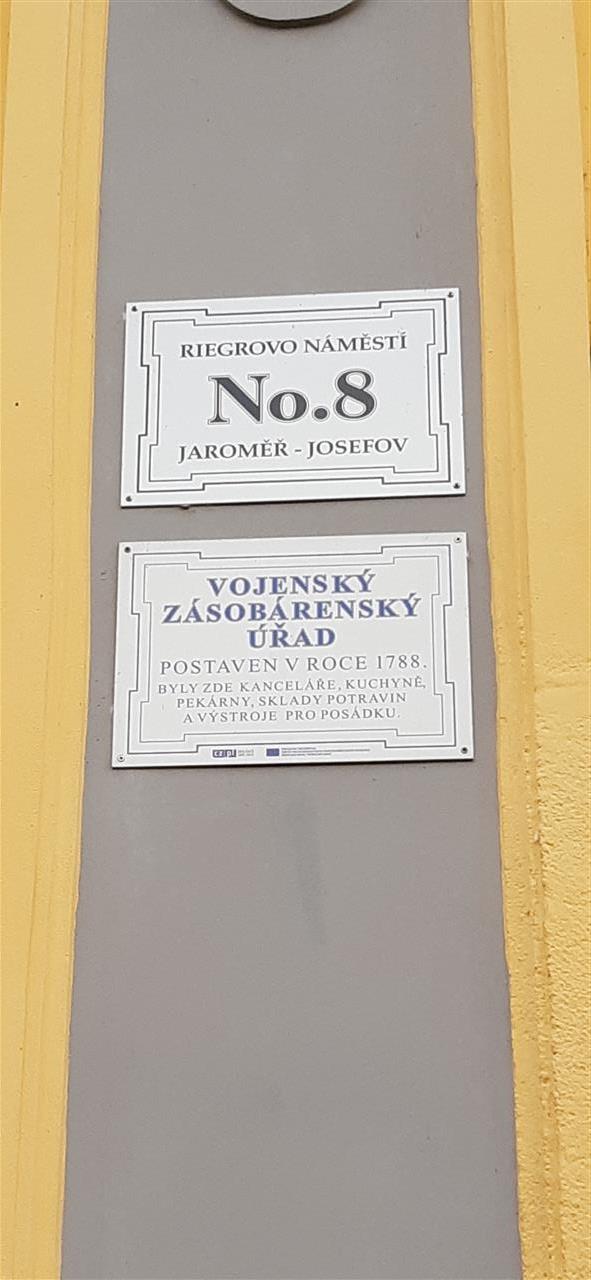 RIEGROVO NÁMĚSTÍ
No.8
JAROMĚŘ - JOSEFOV
VOJENSKÝ
ZÁSOBÁRENSKÝ
ÚŘAD
POSTAVEN V ROCE 1788.
BYLY ZDE KANCELÁŘE, KUCHYNĚ,
PEKÁRNY, SKLADY POTRAVIN
A VÝSTROJE PRO POSÁDKU.